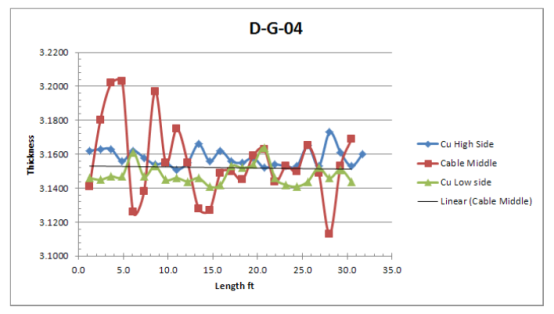 D-G-04
3.2200
3.2000
3.1800
3.1600
3.1400
3.1200
3.1000
Thickness
0.0 5.0 10.0 15.0 20.0 25.0 30.0 35.0
Length ft
Cu High Side
Cable Middle
Cu Low side
Linear (Cable Middle)